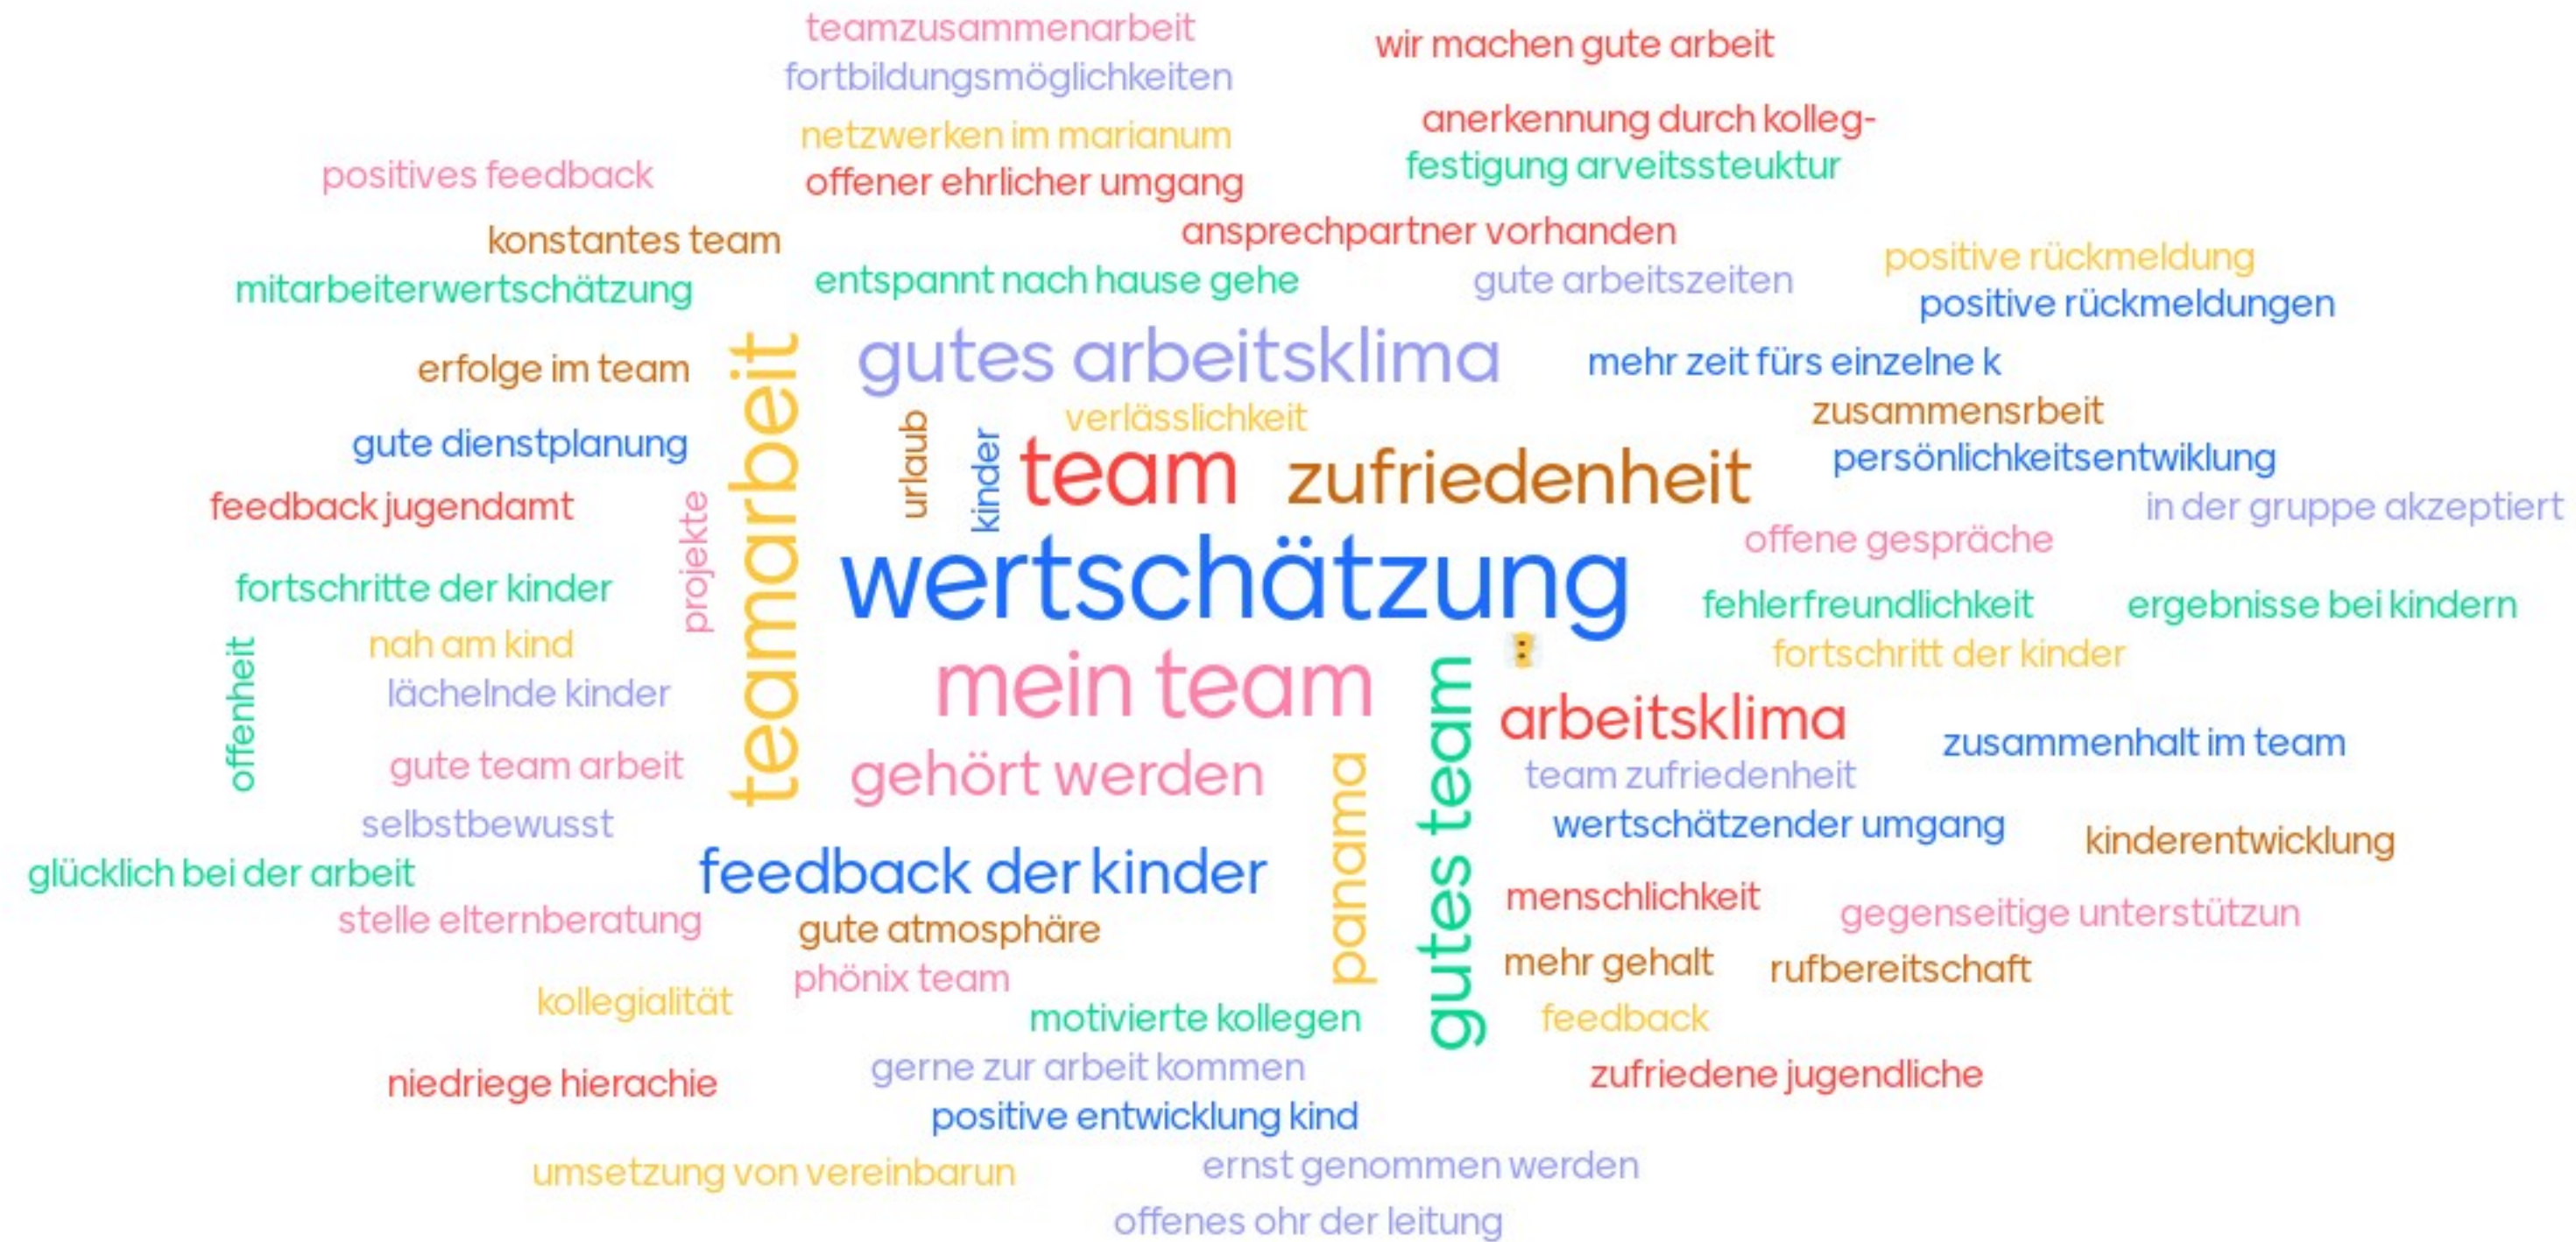 teamzusammenarbeit
wir machen gute arbeit
fortbildungsmöglichkeiten
anerkennung durch kolleg-
netzwerken im marianum
festigung arveitssteuktur
positives feedback
offener ehrlicher umgang
ansprechpartner vorhanden
konstantes team
positive rückmeldung
mitarbeiterwertschätzung
entspannt nach hause gehe
gute arbeitszeiten
positive rückmeldungen
gutes arbeitsklima
mehr zeit fürs einzelne k
erfolge im team
teamarbeit
verlässlichkeit
zusammensrbeit
gute dienstplanung
urlaub
kinder
team
zufriedenheit
persönlichkeitsentwiklung
feedback jugendamt
in der gruppe akzeptiert
projekte
offene gespräche
wertschätzung
fortschritte der kinder
fehlerfreundlichkeit
ergebnisse bei kindern
nah am kind
fortschritt der kinder
offenheit
lächelnde kinder
mein team
gutes team
arbeitsklima
zusammenhalt im team
gute team arbeit
gehört werden
panama
team zufriedenheit
selbstbewusst
wertschätzender umgang
kinderentwicklung
glücklich bei der arbeit
feedback der kinder
menschlichkeit
stelle elternberatung
gute atmosphäre
gegenseitige unterstützun
phönix team
mehr gehalt
rufbereitschaft
kollegialität
motivierte kollegen
feedback
niedriege hierachie
gerne zur arbeit kommen
zufriedene jugendliche
positive entwicklung kind
umsetzung von vereinbarun
ernst genommen werden
offenes ohr der leitung